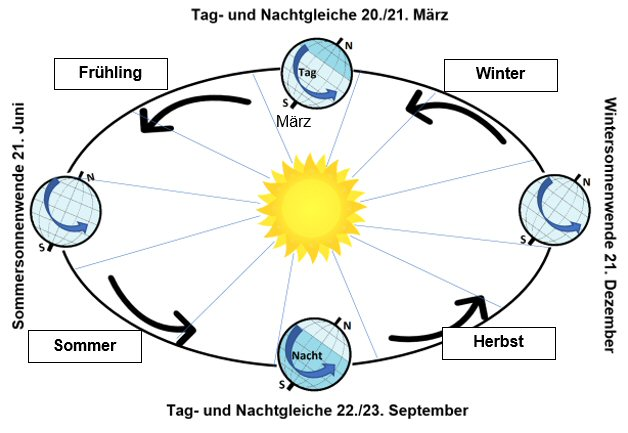 Tag- und Nachtgleiche 20./21. März
N
Frühling
Tag
Winter
S
März
Sommersonnenwende 21. Juni
N
S
N
S
Wintersonnenwende 21. Dezember
N
Sommer
Nacht
Herbst
S
Tag- und Nachtgleiche 22./23. September